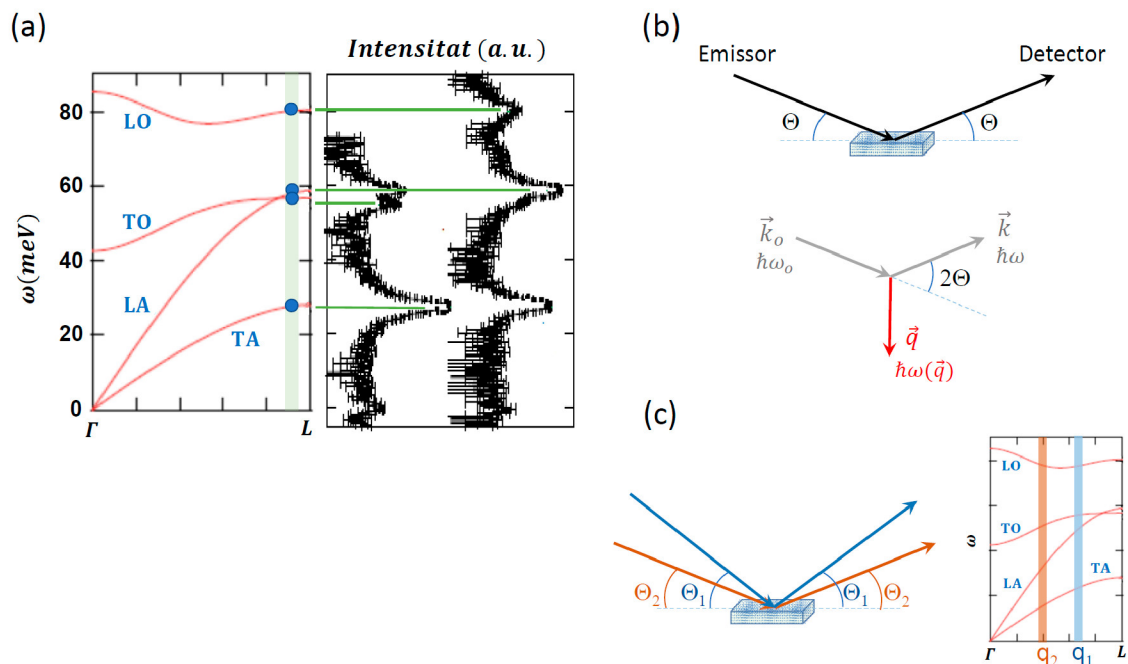 (a)
Intensitat (a.u.)
80
60
40
20
0
ω(meV)
LO
TO
LA
TA
Γ
L
(b)
Emissor
Detector
Θ
Θ
k⃗ₒ
ħωₒ
k⃗
ħω
2Θ
q⃗
ħω(q⃗)
(c)
Θ₂
Θ₁
Θ₁
Θ₂
ω
LO
TO
LA
TA
Γ
q₂
q₁
L